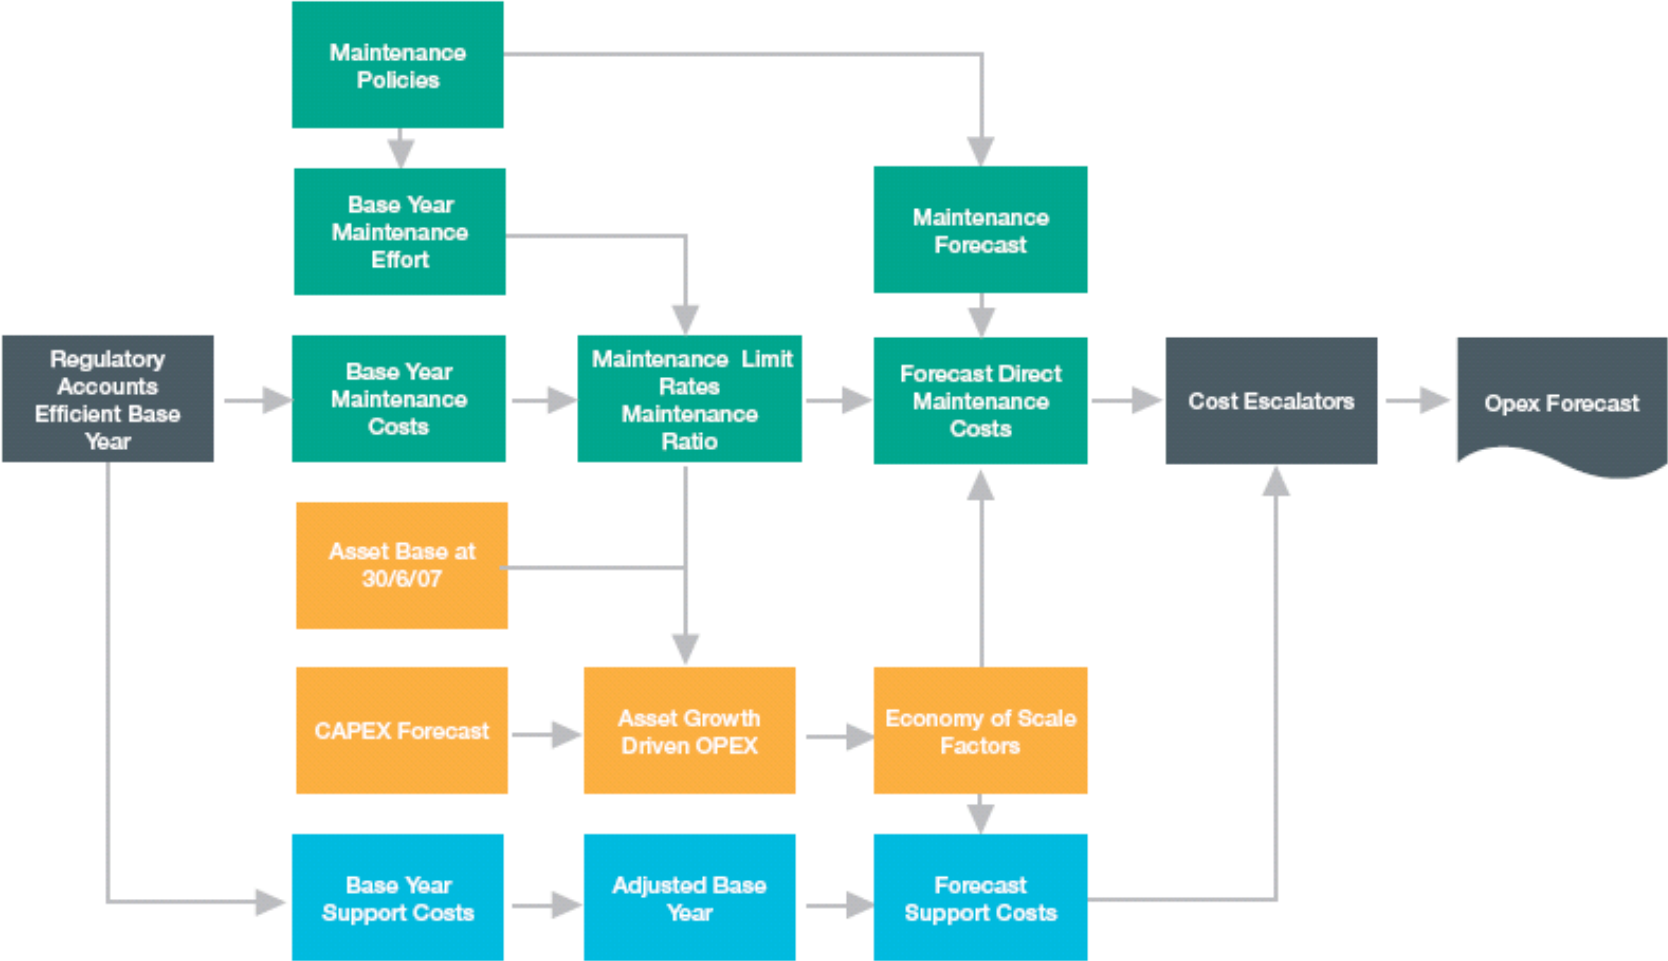 Maintenance
Policies
Base Year
Maintenance
Effort
Maintenance
Forecast
Regulatory
Accounts
Efficient Base
Year
Base Year
Maintenance
Costs
Maintenance Limit
Rates
Maintenance
Ratio
Forecast Direct
Maintenance
Costs
Cost Escalators
Opex Forecast
Asset Base at
30/6/07
CAPEX Forecast
Asset Growth
Driven OPEX
Economy of Scale
Factors
Base Year
Support Costs
Adjusted Base
Year
Forecast
Support Costs